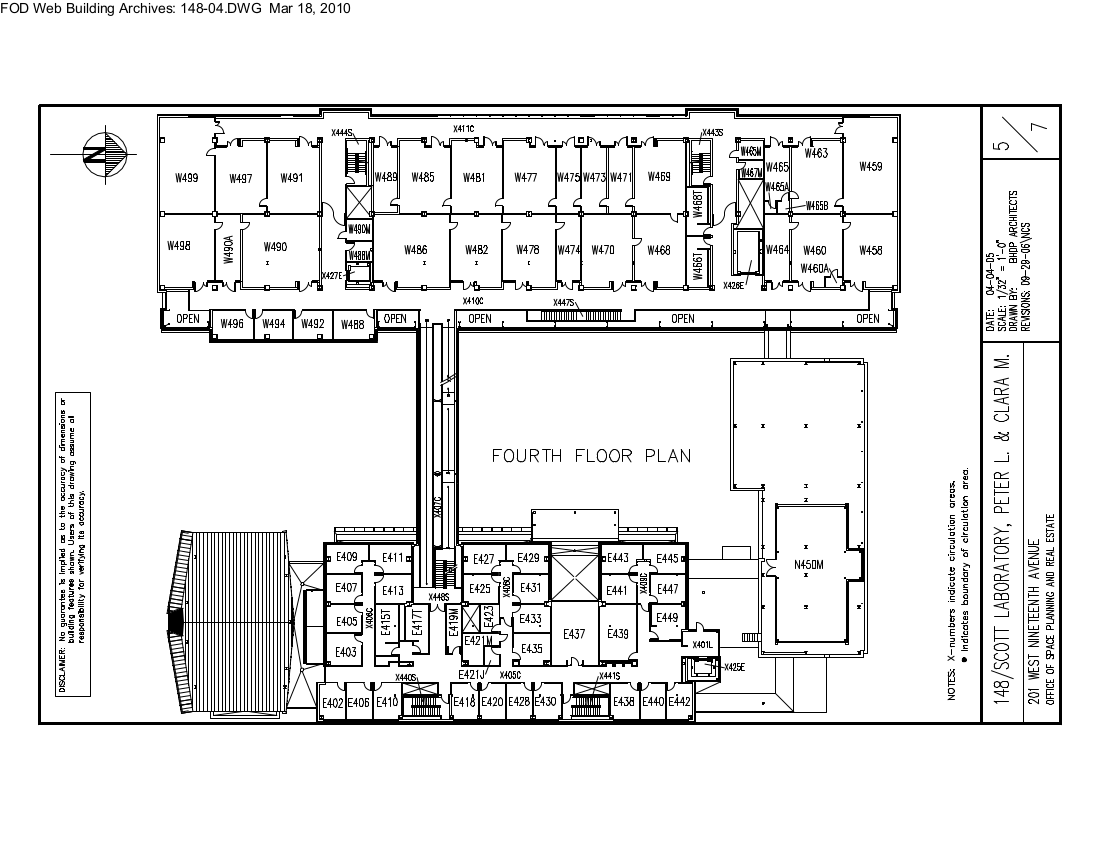 FOD Web Building Archives: 148-04.DWG Mar 18, 2010
N
X444S
X411C
X443S
W499
W497
W491
W489
W485
W481
W477
W475
W473
W471
W469
W465M
W467M
W465
W463
W459
W465A
W465B
W468T
W498
W490A
W490
W490M
W488M
X427E
W486
W482
W478
W474
W470
W468
W466T
X426E
W464
W460
W460A
W458
X410C
X447S
OPEN
W496
W494
W492
W488
OPEN
OPEN
OPEN
OPEN
FOURTH FLOOR PLAN
X407C
N450M
E409
E411
E427
E429
E443
E445
E407
E413
E425
X408C
E431
E441
X409C
E447
X448S
E405
X406C
E415T
E417T
E419M
E423
E433
E437
E439
E449
E403
E421M
E435
X401L
E421J
X405C
X440S
X441S
X425E
E402
E406
E410
E418
E420
E428
E430
E438
E440
E442
DISCLAIMER: No guarantee is implied as to the accuracy of dimensions or
building features shown. Users of this drawing assume all
responsibility for verifying its accuracy.
NOTES: X-numbers indicate circulation areas.
● Indicates boundary of circulation area.
5/7
DATE: 04-04-05
SCALE: 1/32" = 1'-0"
DRAWN BY: BHDP ARCHITECTS
REVISIONS: 09-29-06\NCS
148/SCOTT LABORATORY, PETER L. & CLARA M.
201 WEST NINETEENTH AVENUE
OFFICE OF SPACE PLANNING AND REAL ESTATE